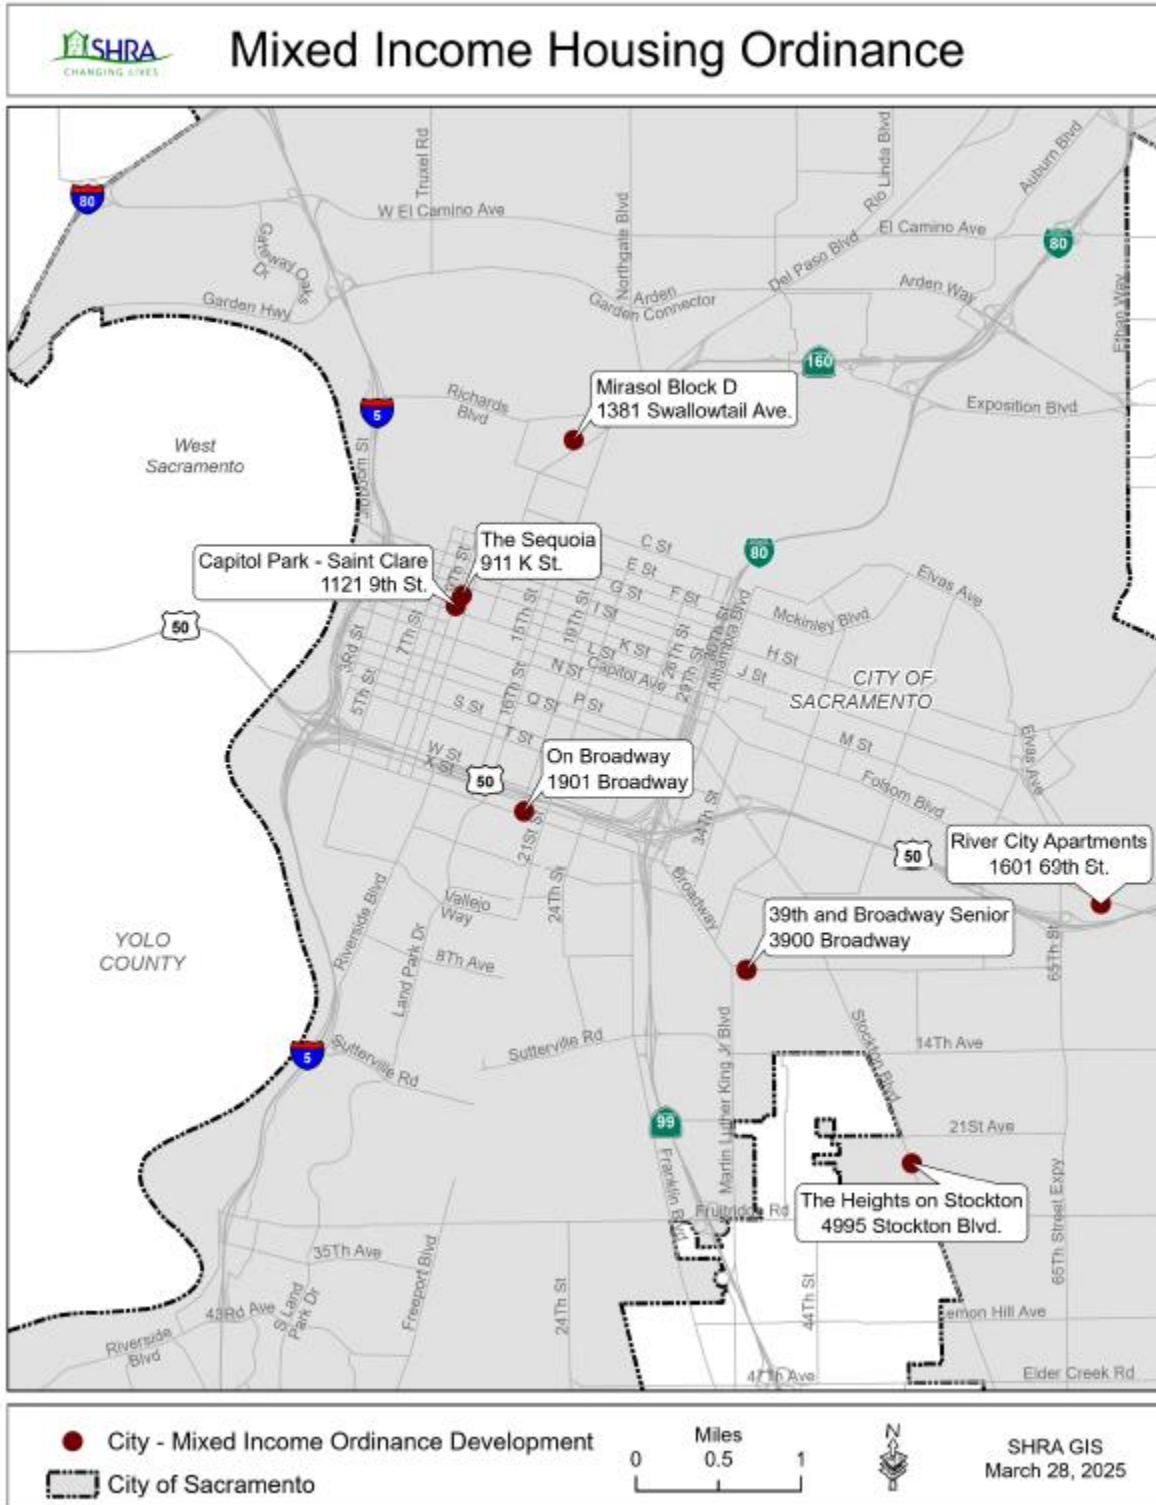 SHRA
CHANGING LIVES
Mixed Income Housing Ordinance
Truxel Rd
Rio Linda Blvd
Auburn Blvd
80
W El Camino Ave
Northgate Blvd
El Camino Ave
80
Gateway Oaks
Dr
Del Paso Blvd
Arden Way
Ethan Way
Garden Hwy
Arden
Garden Connector
160
Mirasol Block D
1381 Swallowtail Ave.
Richards
Blvd
5
Exposition Blvd
West
Sacramento
Jibboom St
The Sequoia
911 K St.
Capitol Park - Saint Clare
1121 9th St.
C St
80
E St
F St
G St
I St
Elvas Ave
Mckinley Blvd
50
3Rd St
7Th St
15Th St
19Th St
K St
L St
Capitol Ave
28Th St
29Th St
30Th St
Alhambra Blvd
H St
J St
CITY OF
SACRAMENTO
5Th St
16Th St
N St
Q St
P St
S St
T St
M St
Elvas Ave
W St
X St
50
On Broadway
1901 Broadway
Folsom Blvd
34Th St
21St S
50
River City Apartments
1601 69th St.
Riverside Blvd
Vallejo
Way
24Th St
Broadway
39th and Broadway Senior
3900 Broadway
YOLO
COUNTY
Land Park Dr
8Th Ave
65Th St
5
Sutterville Rd
Sutterville Rd
Martin Luther King Jr Blvd
Stockton Blvd
14Th Ave
99
21St Ave
Franklin Blvd
Fruitridge Rd
The Heights on Stockton
4995 Stockton Blvd.
65Th Street Expy
35Th Ave
Freeport Blvd
43Rd Ave
S Land
Park Dr
24Th St
44Th St
emon Hill Ave
Riverside
Blvd
47Th Ave
Elder Creek Rd
City - Mixed Income Ordinance Development
City of Sacramento
Miles
0 0.5 1
N
SHRA GIS
March 28, 2025